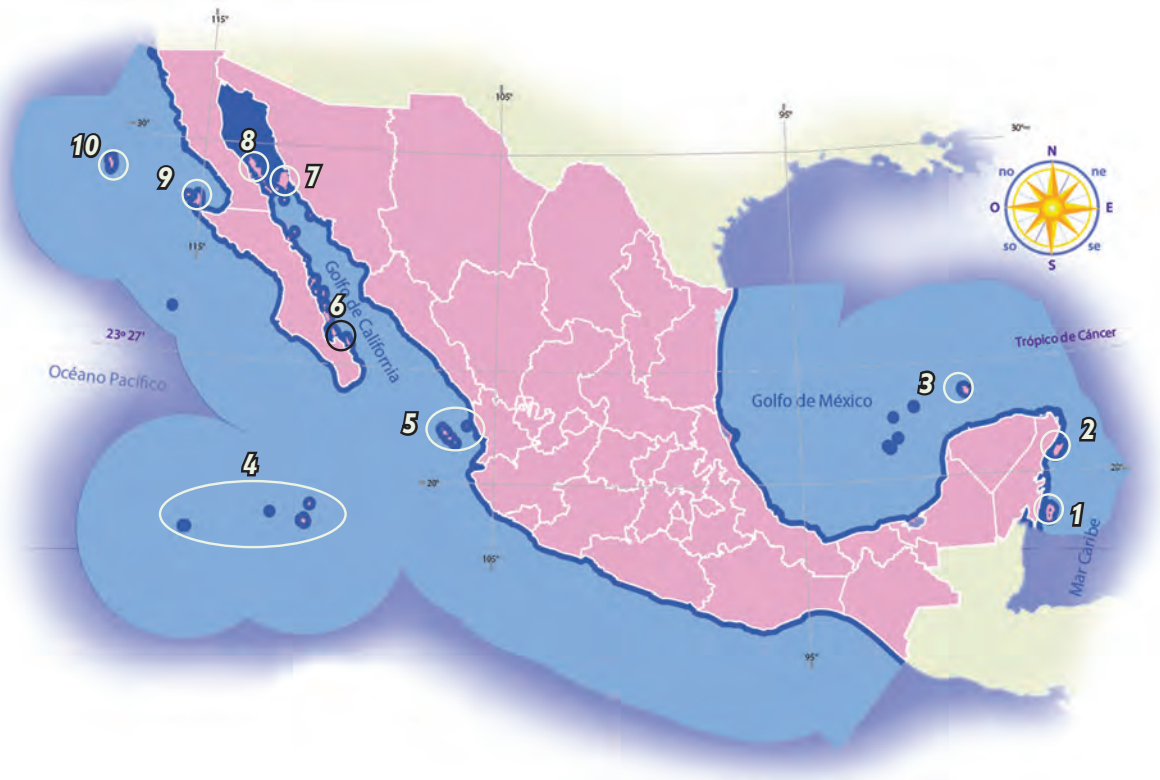 115°
105°
95°
30°
30°
N
no
ne
O
E
so
se
S
10
8
7
9
115°
Golfo de California
6
23º 27'
Océano Pacífico
Trópico de Cáncer
3
Golfo de México
5
2
4
20°
20°
1
Mar Caribe
105°
95°